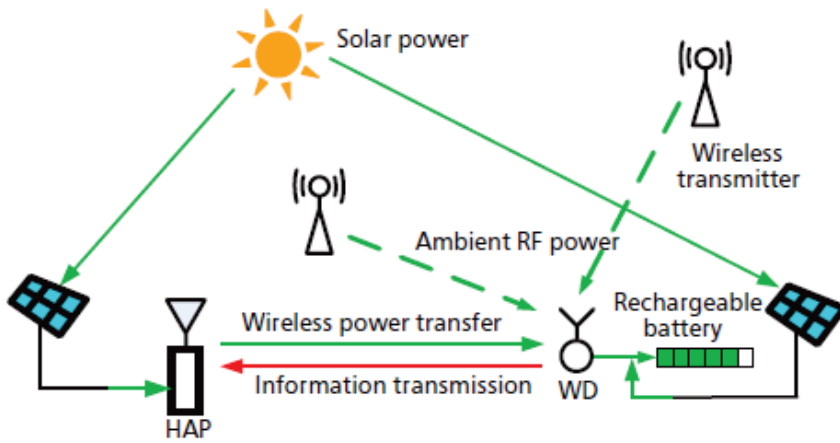 Solar power
Wireless
transmitter
Ambient RF power
Rechargeable
battery
Wireless power transfer
Information transmission
WD
HAP